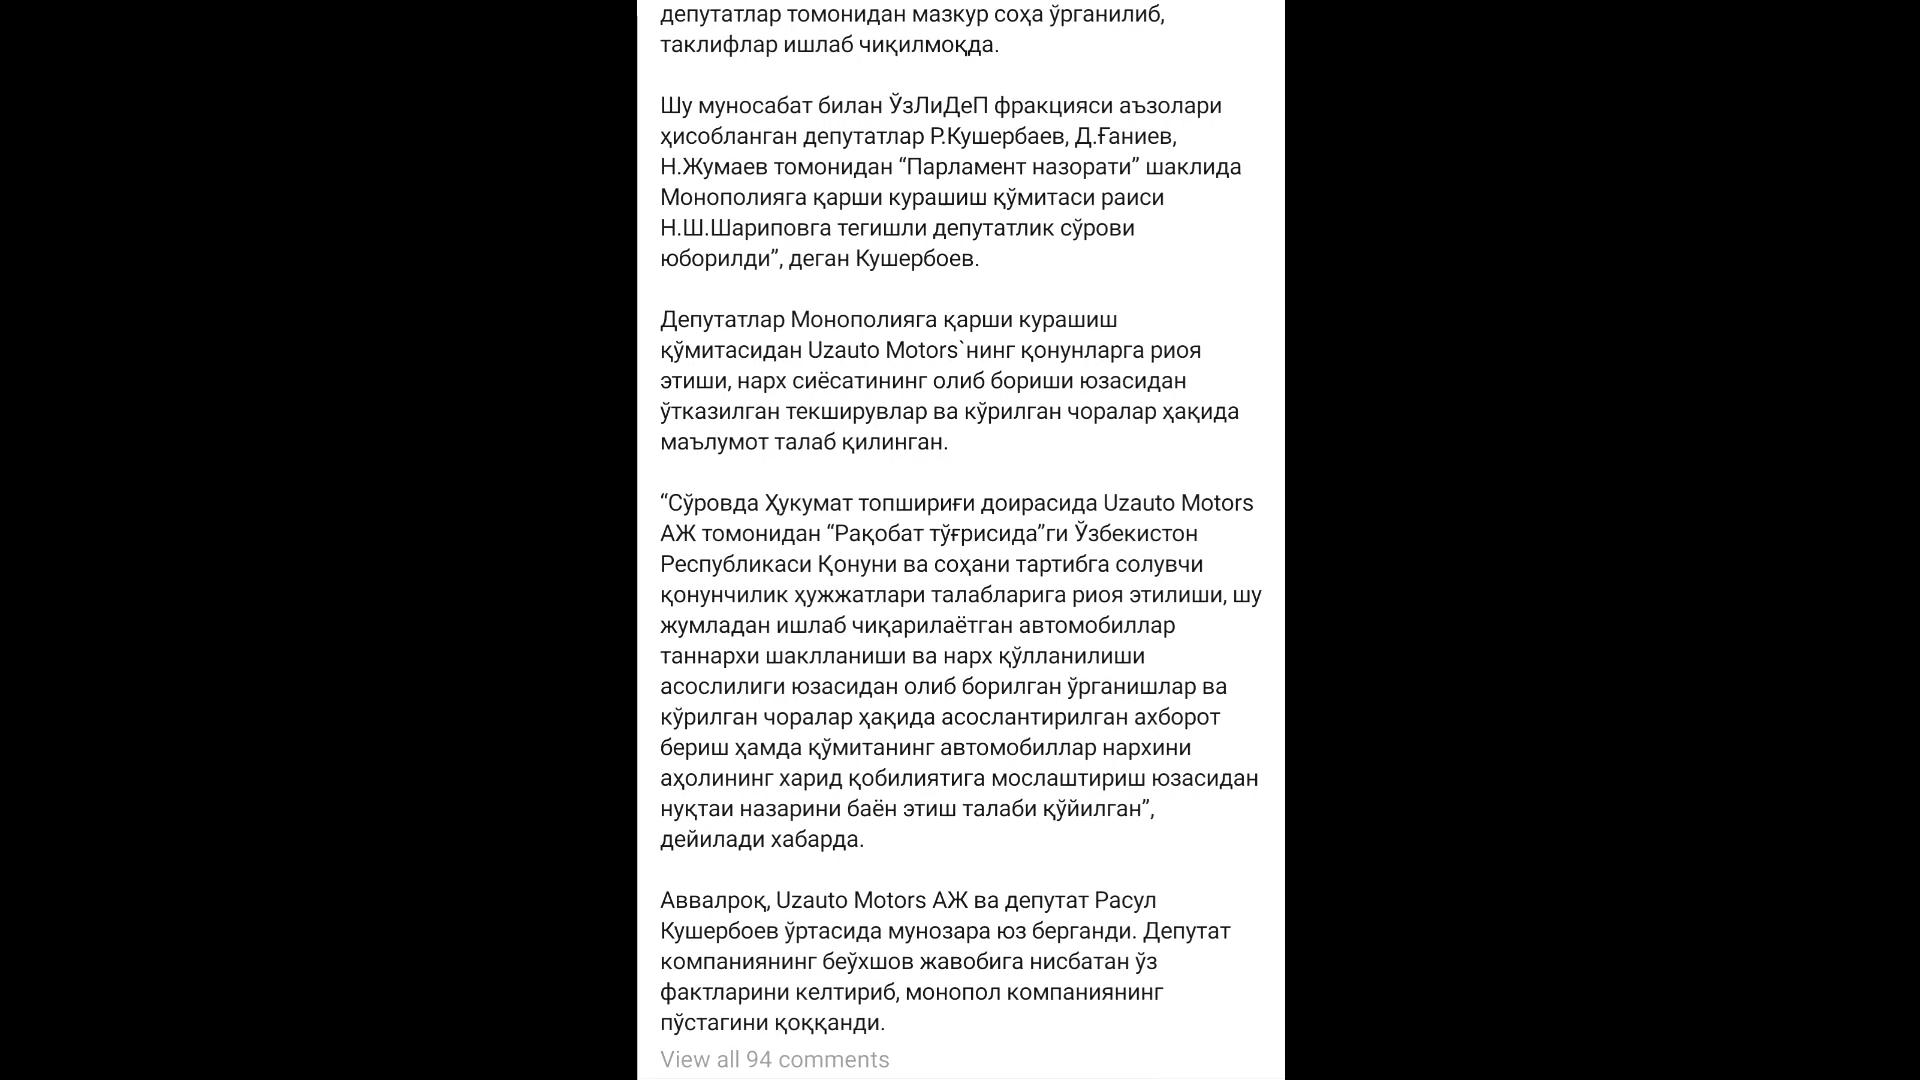 депутатлар томонидан мазкур соҳа ўрганилиб,
таклифлар ишлаб чиқилмоқда.
Шу муносабат билан ЎзЛиДеП фракцияси аъзолари
ҳисобланган депутатлар Р.Кушербаев, Д.Ғаниев,
Н.Жумаев томонидан “Парламент назорати” шаклида
Монополияга қарши курашиш қўмитаси раиси
Н.Ш.Шариповга тегишли депутатлик сўрови
юборилди”, деган Кушербоев.
Депутатлар Монополияга қарши курашиш
қўмитасидан Uzauto Motors`нинг қонунларга риоя
этиши, нарх сиёсатининг олиб бориши юзасидан
ўтказилган текширувлар ва кўрилган чоралар ҳақида
маълумот талаб қилинган.
“Сўровда Ҳукумат топшириғи доирасида Uzauto Motors
АЖ томонидан “Рақобат тўғрисида”ги Ўзбекистон
Республикаси Қонуни ва соҳани тартибга солувчи
қонунчилик ҳужжатлари талабларига риоя этилиши, шу
жумладан ишлаб чиқарилаётган автомобиллар
таннархи шаклланиши ва нарх қўлланилиши
асослилиги юзасидан олиб борилган ўрганишлар ва
кўрилган чоралар ҳақида асослантирилган ахборот
бериш ҳамда қўмитанинг автомобиллар нархини
аҳолининг харид қобилиятига мослаштириш юзасидан
нуқтаи назарини баён этиш талаби қўйилган”,
дейилади хабарда.
Аввалроқ, Uzauto Motors АЖ ва депутат Расул
Кушербоев ўртасида мунозара юз берганди. Депутат
компаниянинг беўхшов жавобига нисбатан ўз
фактларини келтириб, монопол компаниянинг
пўстагини қоққанди.
View all 94 comments